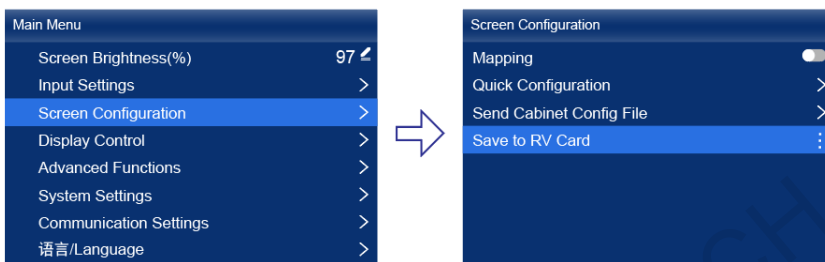 Main Menu
Screen Brightness(%) 97
Input Settings
Screen Configuration
Display Control
Advanced Functions
System Settings
Communication Settings
语言/Language
Screen Configuration
Mapping
Quick Configuration
Send Cabinet Config File
Save to RV Card